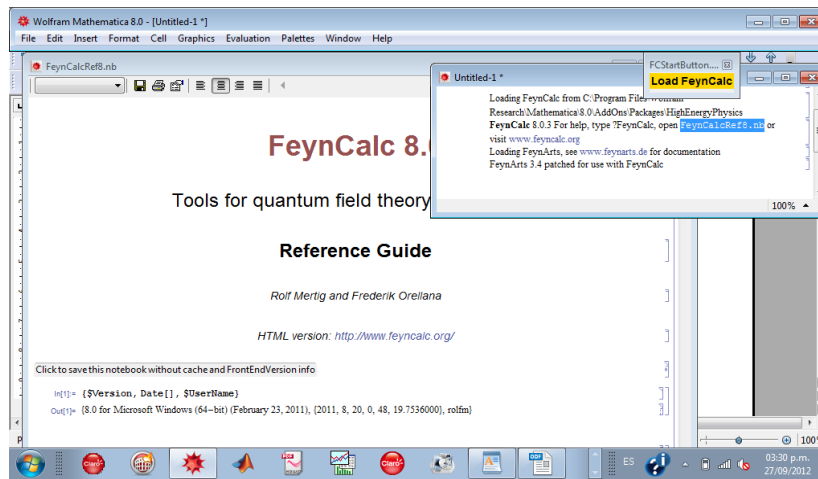 Wolfram Mathematica 8.0 - [Untitled-1 *]
File Edit Insert Format Cell Graphics Evaluation Palettes Window Help
FeynCalcRef8.nb
FeynCalc 8.
Tools for quantum field theory
Reference Guide
Rolf Mertig and Frederik Orellana
HTML version: http://www.feyncalc.org/
Click to save this notebook without cache and FrontEndVersion info
In[1]:= {$Version, Date[], $UserName}
Out[1]= {8.0 for Microsoft Windows (64-bit) (February 23, 2011), {2011, 8, 20, 0, 48, 19.7536000}, rolfm}
Untitled-1 *
FCStartButton....
Load FeynCalc
Loading FeynCalc from C:\Program Files
Research\Mathematica\8.0\AddOns\Packages\HighEnergyPhysics
FeynCalc 8.0.3 For help, type ?FeynCalc, open FeynCalcRef8.nb or
visit www.feyncalc.org
Loading FeynArts, see www.feynarts.de for documentation
FeynArts 3.4 patched for use with FeynCalc
100%
P
100
Claro
Claro
PDF
ODF
ES
03:30 p.m.
27/09/2012